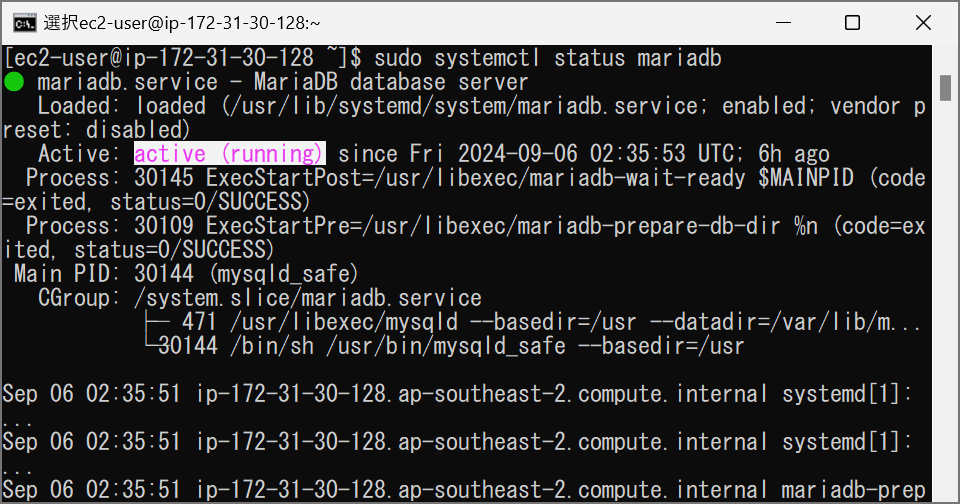 選択ec2-user@ip-172-31-30-128:~
[ec2-user@ip-172-31-30-128 ~]$ sudo systemctl status mariadb
● mariadb.service - MariaDB database server
Loaded: loaded (/usr/lib/systemd/system/mariadb.service; enabled; vendor p
reset: disabled)
Active: active (running) since Fri 2024-09-06 02:35:53 UTC; 6h ago
Process: 30145 ExecStartPost=/usr/libexec/mariadb-wait-ready $MAINPID (code
=exited, status=0/SUCCESS)
Process: 30109 ExecStartPre=/usr/libexec/mariadb-prepare-db-dir %n (code=ex
ited, status=0/SUCCESS)
Main PID: 30144 (mysqld_safe)
CGroup: /system.slice/mariadb.service
├─ 471 /usr/libexec/mysqld --basedir=/usr --datadir=/var/lib/m...
└─30144 /bin/sh /usr/bin/mysqld_safe --basedir=/usr
Sep 06 02:35:51 ip-172-31-30-128.ap-southeast-2.compute.internal systemd[1]:
...
Sep 06 02:35:51 ip-172-31-30-128.ap-southeast-2.compute.internal systemd[1]:
...
Sep 06 02:35:51 ip-172-31-30-128.ap-southeast-2.compute.internal mariadb-prep